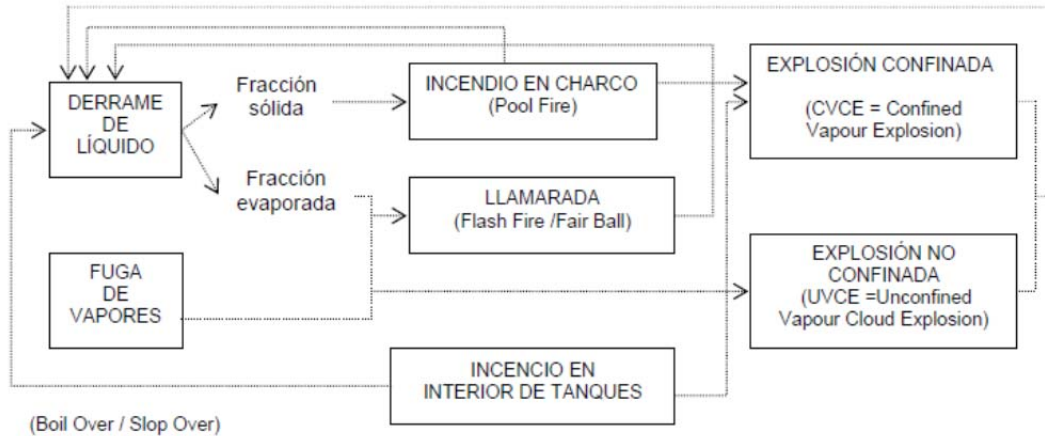 DERRAME
DE
LÍQUIDO
Fracción
sólida
Fracción
evaporada
INCENDIO EN CHARCO
(Pool Fire)
LLAMARADA
(Flash Fire /Fair Ball)
EXPLOSIÓN CONFINADA
(CVCE = Confined
Vapour Explosion)
FUGA
DE
VAPORES
EXPLOSIÓN NO
CONFINADA
(UVCE =Unconfined
Vapour Cloud Explosion)
INCENCIO EN
INTERIOR DE TANQUES
(Boil Over / Slop Over)